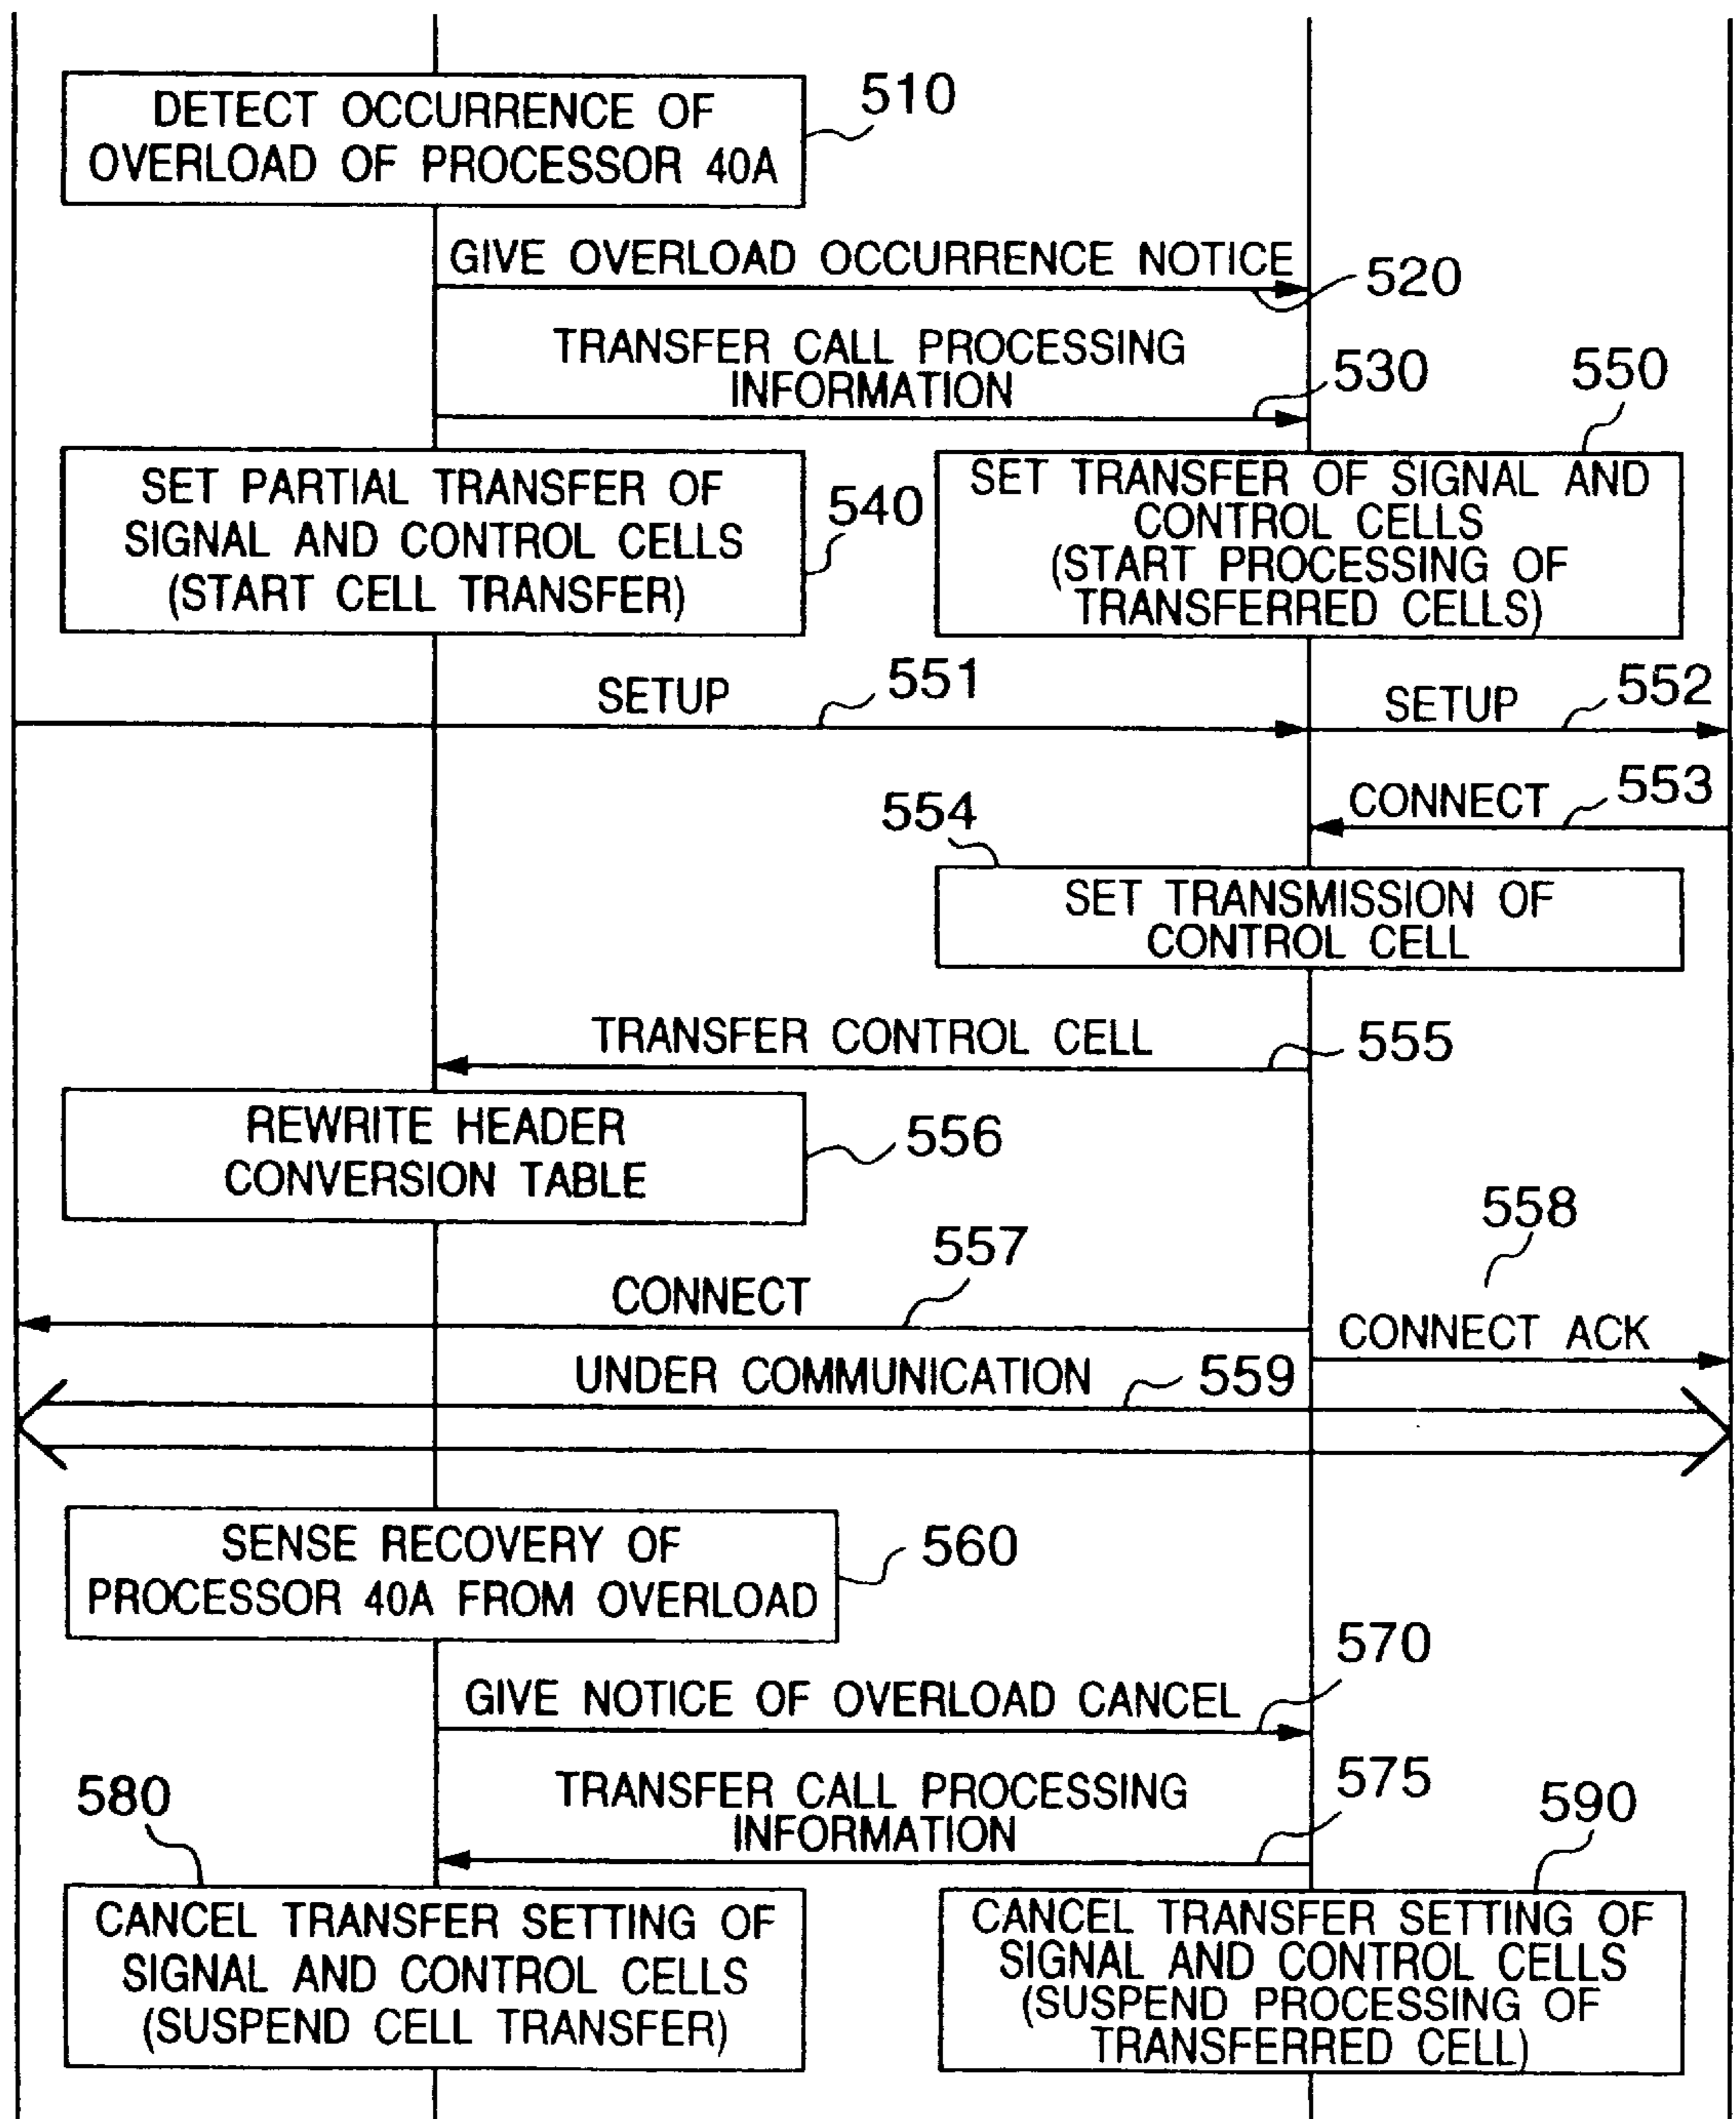 DETECT OCCURRENCE OF
OVERLOAD OF PROCESSOR 40A
510
GIVE OVERLOAD OCCURRENCE NOTICE
520
TRANSFER CALL PROCESSING
INFORMATION
530
550
SET PARTIAL TRANSFER OF
SIGNAL AND CONTROL CELLS
(START CELL TRANSFER)
540
SET TRANSFER OF SIGNAL AND
CONTROL CELLS
(START PROCESSING OF
TRANSFERRED CELLS)
SETUP
551
SETUP
552
CONNECT
553
554
SET TRANSMISSION OF
CONTROL CELL
TRANSFER CONTROL CELL
555
REWRITE HEADER
CONVERSION TABLE
556
558
557
CONNECT
CONNECT ACK
UNDER COMMUNICATION
559
SENSE RECOVERY OF
PROCESSOR 40A FROM OVERLOAD
560
570
GIVE NOTICE OF OVERLOAD CANCEL
575
TRANSFER CALL PROCESSING
INFORMATION
580
590
CANCEL TRANSFER SETTING OF
SIGNAL AND CONTROL CELLS
(SUSPEND CELL TRANSFER)
CANCEL TRANSFER SETTING OF
SIGNAL AND CONTROL CELLS
(SUSPEND PROCESSING OF
TRANSFERRED CELL)